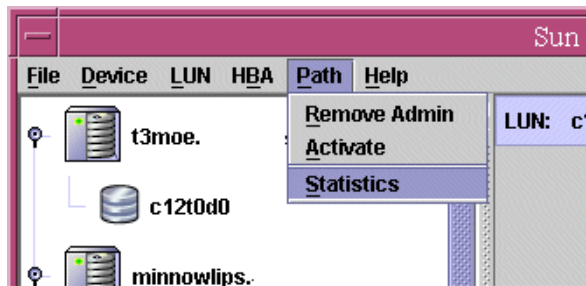 Sun
File Device LUN HBA Path Help
Remove Admin
Activate
Statistics
LUN:
t3moe.
c12t0d0
minnowlips.